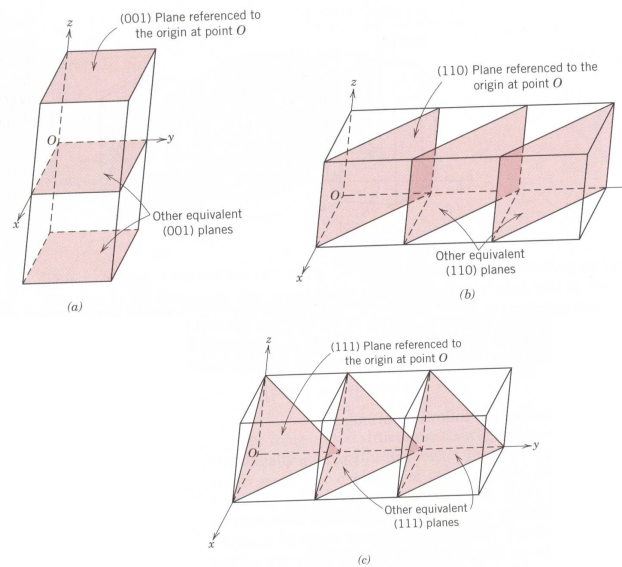 (001) Plane referenced to
the origin at point O
z
O
y
x
Other equivalent
(001) planes
(a)
(110) Plane referenced to the
origin at point O
z
O
x
Other equivalent
(110) planes
(b)
(111) Plane referenced to
the origin at point O
z
O
y
x
Other equivalent
(111) planes
(c)